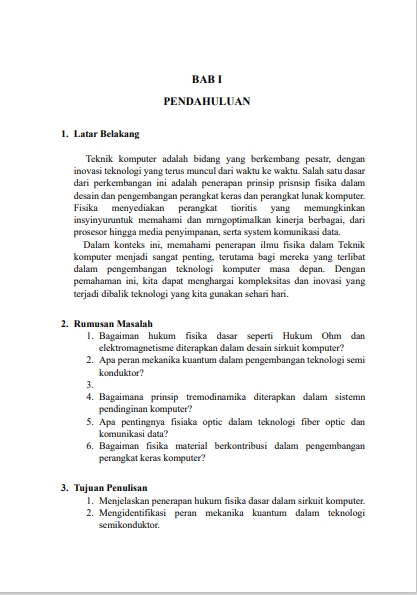 BAB I
PENDAHULUAN
1. Latar Belakang
Teknik komputer adalah bidang yang berkembang pesatr, dengan
inovasi teknologi yang terus muncul dari waktu ke waktu. Salah satu dasar
dari perkembangan ini adalah penerapan prinsip prisnsip fisika dalam
desain dan pengembangan perangkat keras dan perangkat lunak komputer.
Fisika menyediakan perangkat tioritis yang memungkinkan
insyinyuruntuk memahami dan mrngoptimalkan kinerja berbagai, dari
prosesor hingga media penyimpanan, serta system komunikasi data.
Dalam konteks ini, memahami penerapan ilmu fisika dalam Teknik
komputer menjadi sangat penting, terutama bagi mereka yang terlibat
dalam pengembangan teknologi komputer masa depan. Dengan
pemahaman ini, kita dapat menghargai kompleksitas dan inovasi yang
terjadi dibalik teknologi yang kita gunakan sehari hari.
2. Rumusan Masalah
1. Bagaiman hukum fisika dasar seperti Hukum Ohm dan
elektromagnetisme diterapkan dalam desain sirkuit komputer?
2. Apa peran mekanika kuantum dalam pengembangan teknologi semi
konduktor?
3.
4. Bagaimana prinsip tremodinamika diterapkan dalam sistemn
pendinginan komputer?
5. Apa pentingnya fisiaka optic dalam teknologi fiber optic dan
komunikasi data?
6. Bagaiman fisika material berkontribusi dalam pengembangan
perangkat keras komputer?
3. Tujuan Penulisan
1. Menjelaskan penerapan hukum fisika dasar dalam sirkuit komputer.
2. Mengidentifikasi peran mekanika kuantum dalam teknologi
semikonduktor.